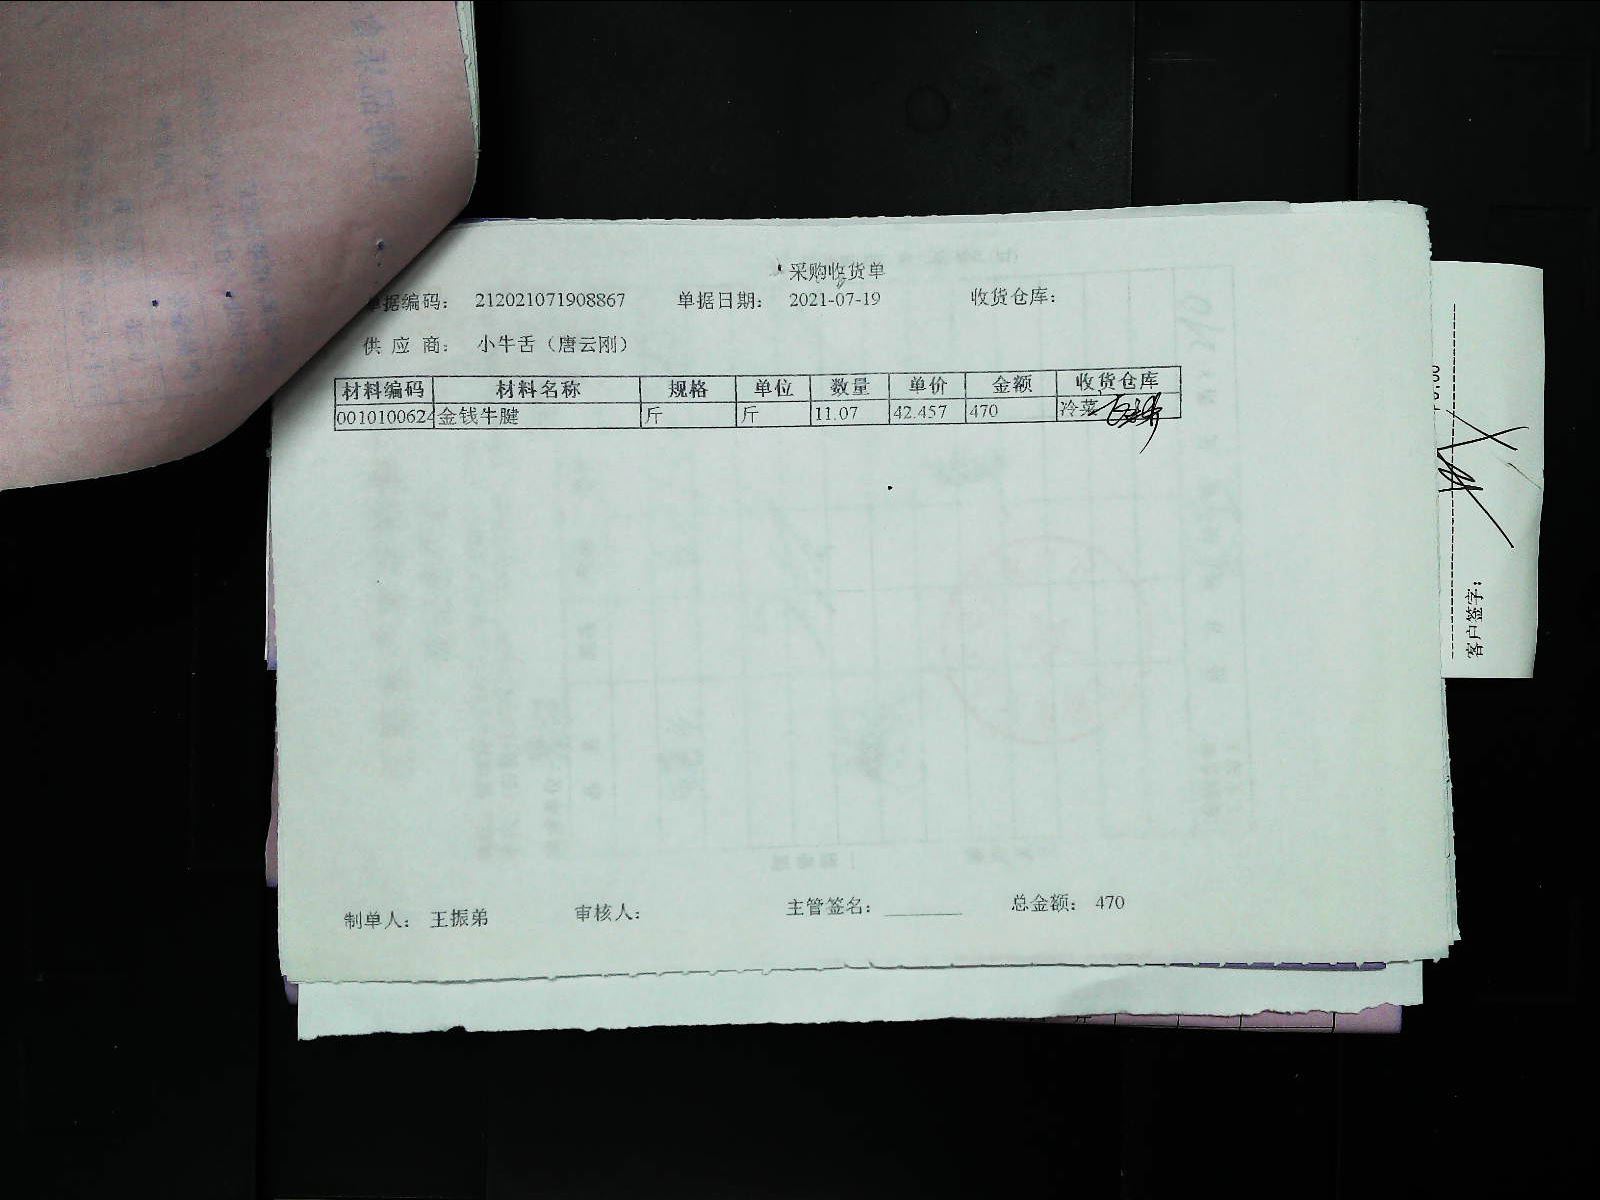 采购收货单
单据编码： 212021071908867 单据日期： 2021-07-19 收货仓库：
供应商： 小牛舌（唐云刚）
材料编码 材料名称 规格 单位 数量 单价 金额 收货仓库
0010100624 金钱牛腱 斤 斤 11.07 42.457 470 冷菜
制单人： 王振弟 审核人： 主管签名： 总金额： 470
客户签字：